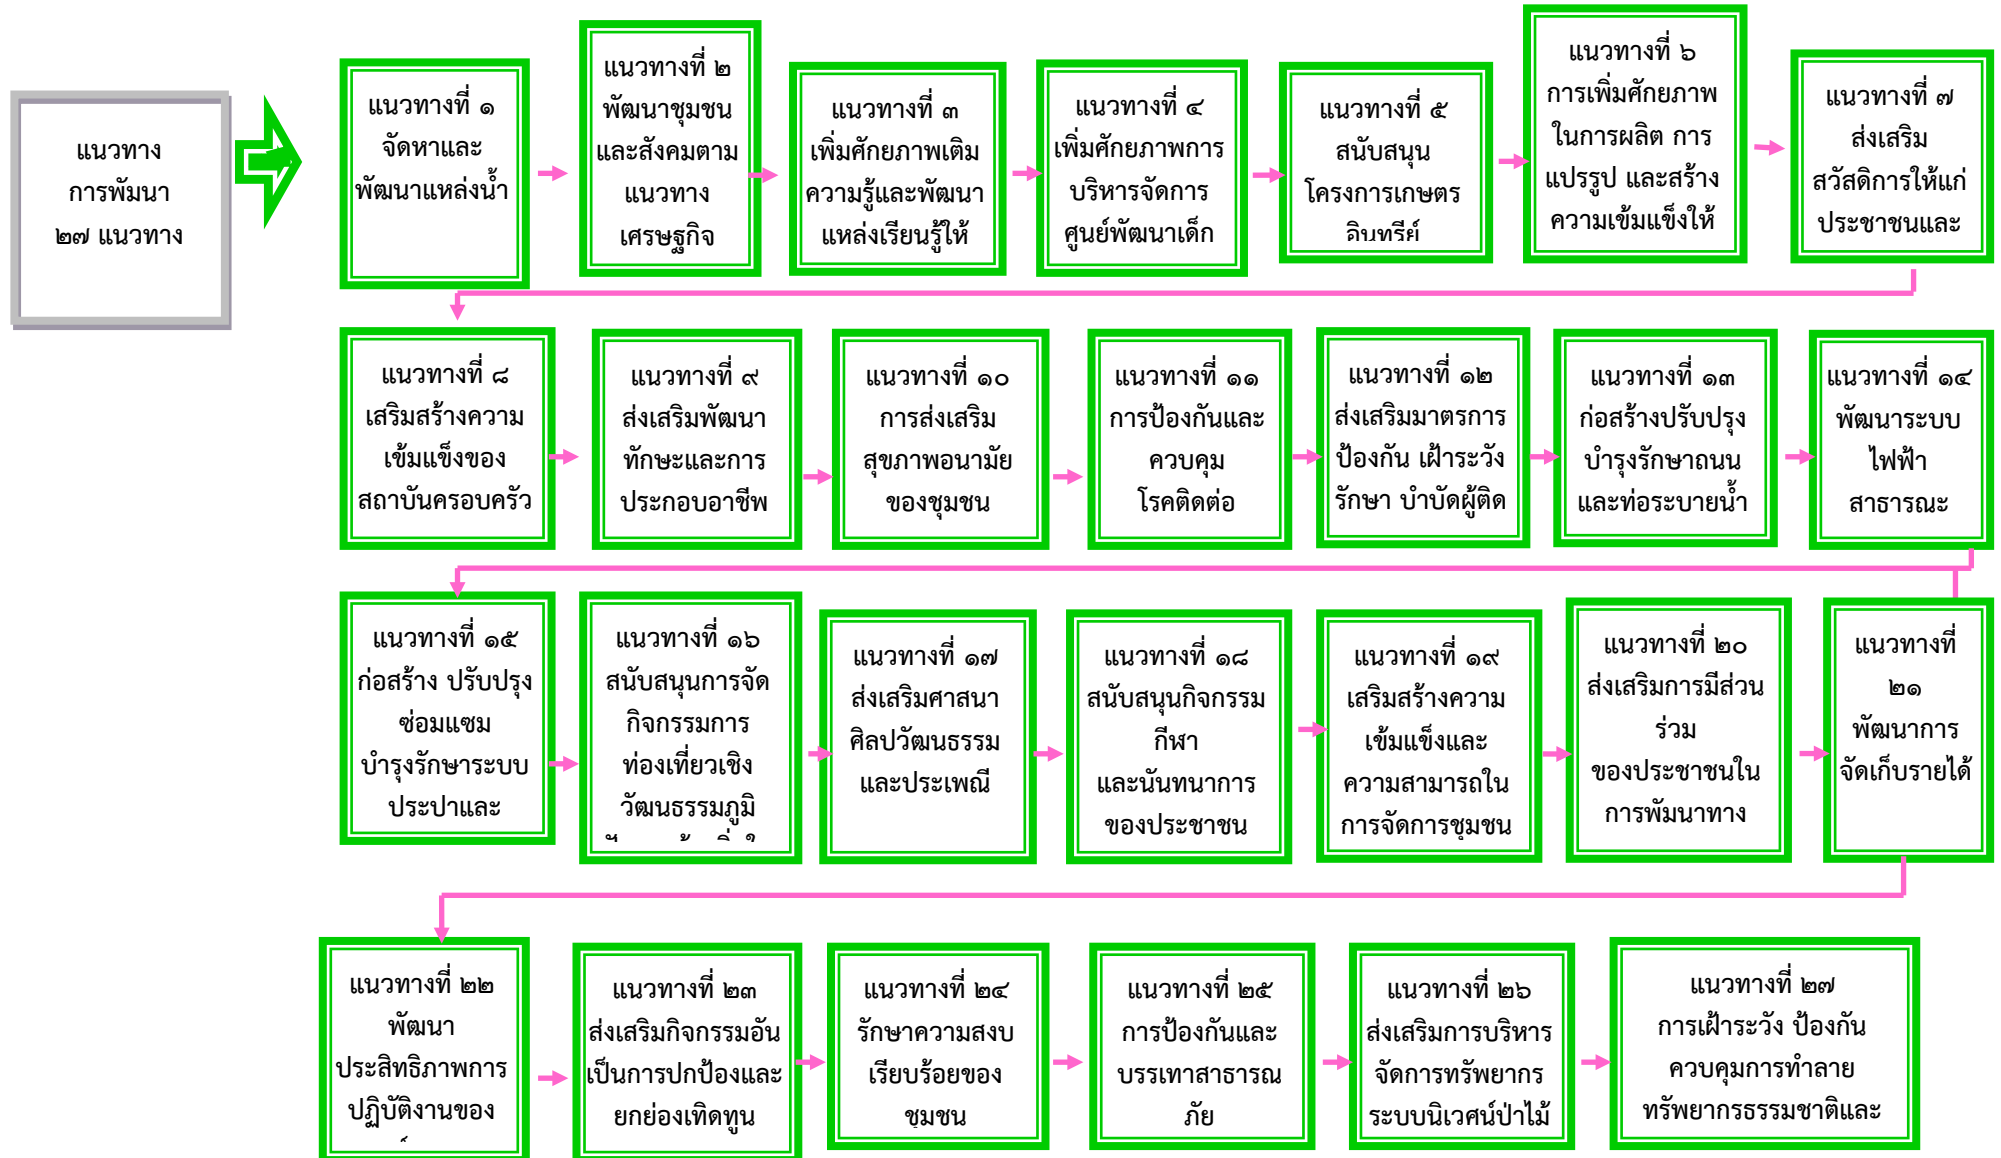 แนวทาง
การพัมนา
๒๗ แนวทาง
แนวทางที่ ๑
จัดหาและ
พัฒนาแหล่งน้ำ
แนวทางที่ ๒
พัฒนาชุมชน
และสังคมตาม
แนวทาง
เศรษฐกิจ
แนวทางที่ ๓
เพิ่มศักยภาพเติม
ความรู้และพัฒนา
แหล่งเรียนรู้ให้
แนวทางที่ ๔
เพิ่มศักยภาพการ
บริหารจัดการ
ศูนย์พัฒนาเด็ก
แนวทางที่ ๕
สนับสนุน
โครงการเกษตร
อินทรีย์
แนวทางที่ ๖
การเพิ่มศักยภาพ
ในการผลิต การ
แปรรูป และสร้าง
ความเข้มแข็งให้
แนวทางที่ ๗
ส่งเสริม
สวัสดิการให้แก่
ประชาชนและ
แนวทางที่ ๘
เสริมสร้างความ
เข้มแข็งของ
สถาบันครอบครัว
แนวทางที่ ๙
ส่งเสริมพัฒนา
ทักษะและการ
ประกอบอาชีพ
แนวทางที่ ๑๐
การส่งเสริม
สุขภาพอนามัย
ของชุมชน
แนวทางที่ ๑๑
การป้องกันและ
ควบคุม
โรคติดต่อ
แนวทางที่ ๑๒
ส่งเสริมมาตรการ
ป้องกัน เฝ้าระวัง
รักษา บำบัดผู้ติด
แนวทางที่ ๑๓
ก่อสร้างปรับปรุง
บำรุงรักษาถนน
และท่อระบายน้ำ
แนวทางที่ ๑๔
พัฒนาระบบ
ไฟฟ้า
สาธารณะ
แนวทางที่ ๑๕
ก่อสร้าง ปรับปรุง
ซ่อมแซม
บำรุงรักษาระบบ
ประปาและ
แนวทางที่ ๑๖
สนับสนุนการจัด
กิจกรรมการ
ท่องเที่ยวเชิง
วัฒนธรรมภูมิ
แนวทางที่ ๑๗
ส่งเสริมศาสนา
ศิลปวัฒนธรรม
และประเพณี
แนวทางที่ ๑๘
สนับสนุนกิจกรรม
กีฬา
และนันทนาการ
ของประชาชน
แนวทางที่ ๑๙
เสริมสร้างความ
เข้มแข็งและ
ความสามารถใน
การจัดการชุมชน
แนวทางที่ ๒๐
ส่งเสริมการมีส่วน
ร่วม
ของประชาชนใน
การพัมนาทาง
แนวทางที่
๒๑
พัฒนาการ
จัดเก็บรายได้
แนวทางที่ ๒๒
พัฒนา
ประสิทธิภาพการ
ปฏิบัติงานของ
แนวทางที่ ๒๓
ส่งเสริมกิจกรรมอัน
เป็นการปกป้องและ
ยกย่องเทิดทูน
แนวทางที่ ๒๔
รักษาความสงบ
เรียบร้อยของ
ชุมชน
แนวทางที่ ๒๕
การป้องกันและ
บรรเทาสาธารณ
ภัย
แนวทางที่ ๒๖
ส่งเสริมการบริหาร
จัดการทรัพยากร
ระบบนิเวศน์ป่าไม้
แนวทางที่ ๒๗
การเฝ้าระวัง ป้องกัน
ควบคุมการทำลาย
ทรัพยากรธรรมชาติและ